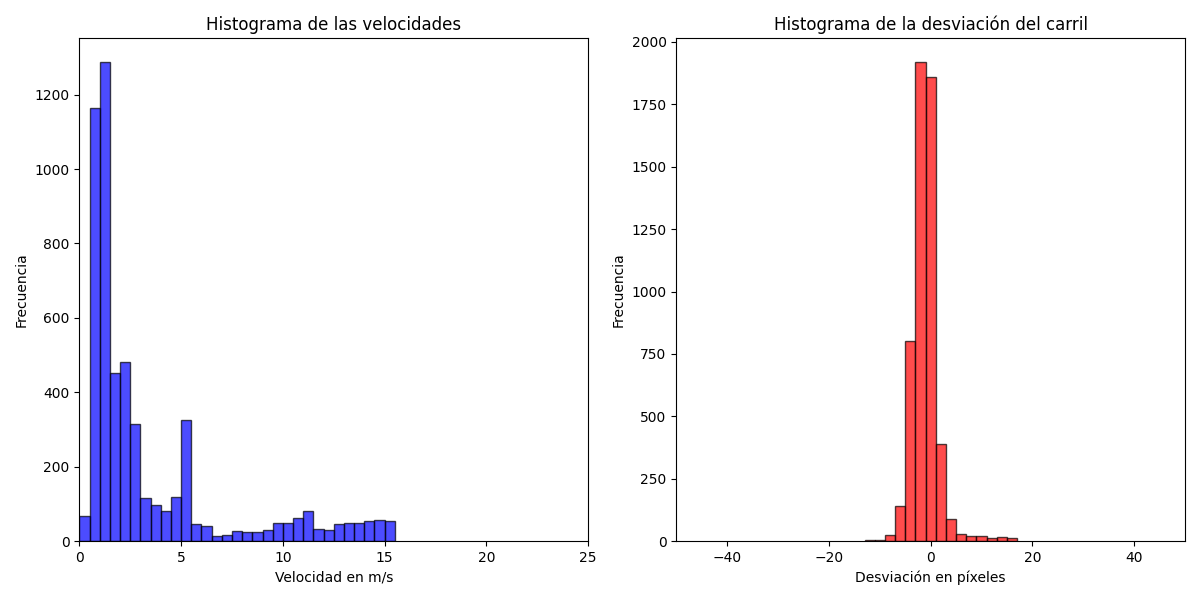 Histograma de las velocidades
Histograma de la desviación del carril
Frecuencia
1200
1000
800
600
400
200
0
0 5 10 15 20 25
Velocidad en m/s
Frecuencia
2000
1750
1500
1250
1000
750
500
250
0
−40 −20 0 20 40
Desviación en píxeles